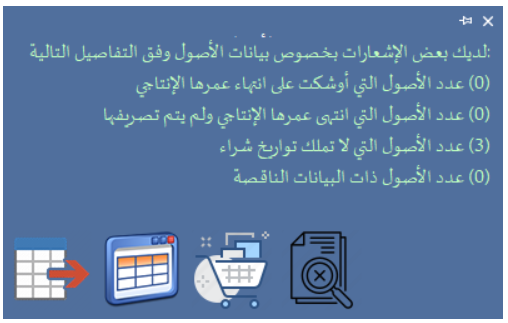 لديك بعض الإشعارات بخصوص بيانات الأصول وفق التفاصيل التالية:
(0) عدد الأصول التي أوشكت على انتهاء عمرها الإنتاجي
(0) عدد الأصول التي انتهى عمرها الإنتاجي ولم يتم تصريفها
(3) عدد الأصول التي لا تملك تواريخ شراء
(0) عدد الأصول ذات البيانات الناقصة